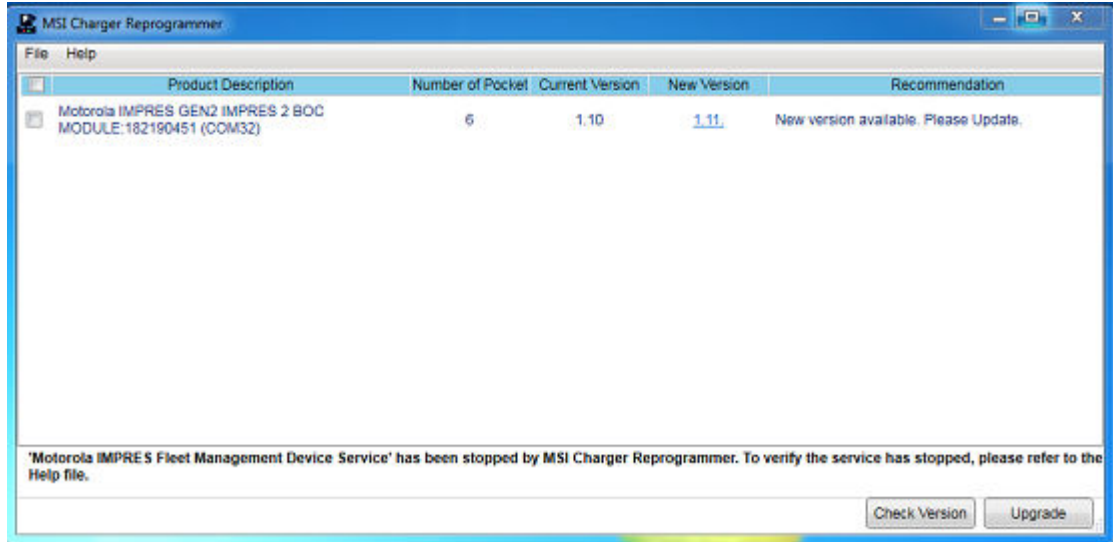 MSI Charger Reprogrammer
File Help
Product Description Number of Pocket Current Version New Version Recommendation
Motorola IMPRES GEN2 IMPRES 2 BOC
MODULE:182190451 (COM32) 6 1.10 1.11. New version available. Please Update.
'Motorola IMPRES Fleet Management Device Service' has been stopped by MSI Charger Reprogrammer. To verify the service has stopped, please refer to the
Help file.
Check Version Upgrade